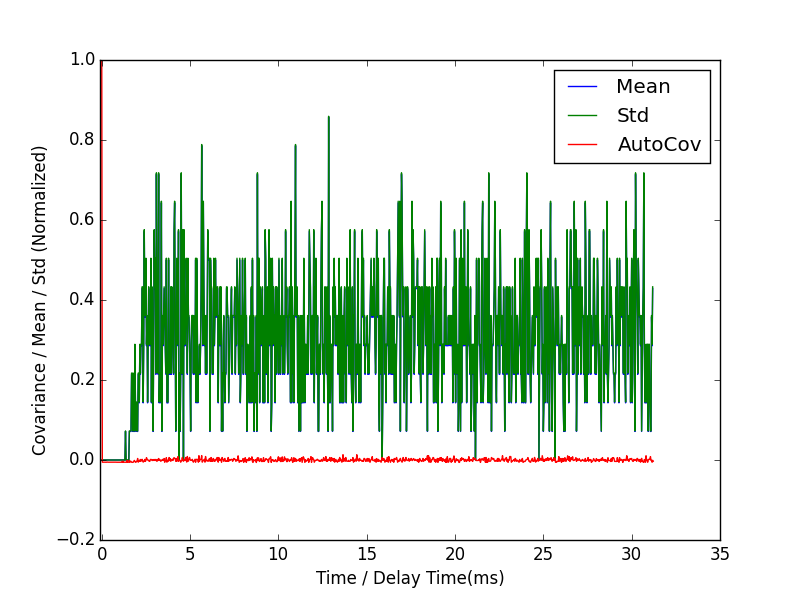 Covariance / Mean / Std (Normalized)
1.0
0.8
0.6
0.4
0.2
0.0
−0.2
Mean
Std
AutoCov
0 5 10 15 20 25 30 35
Time / Delay Time(ms)